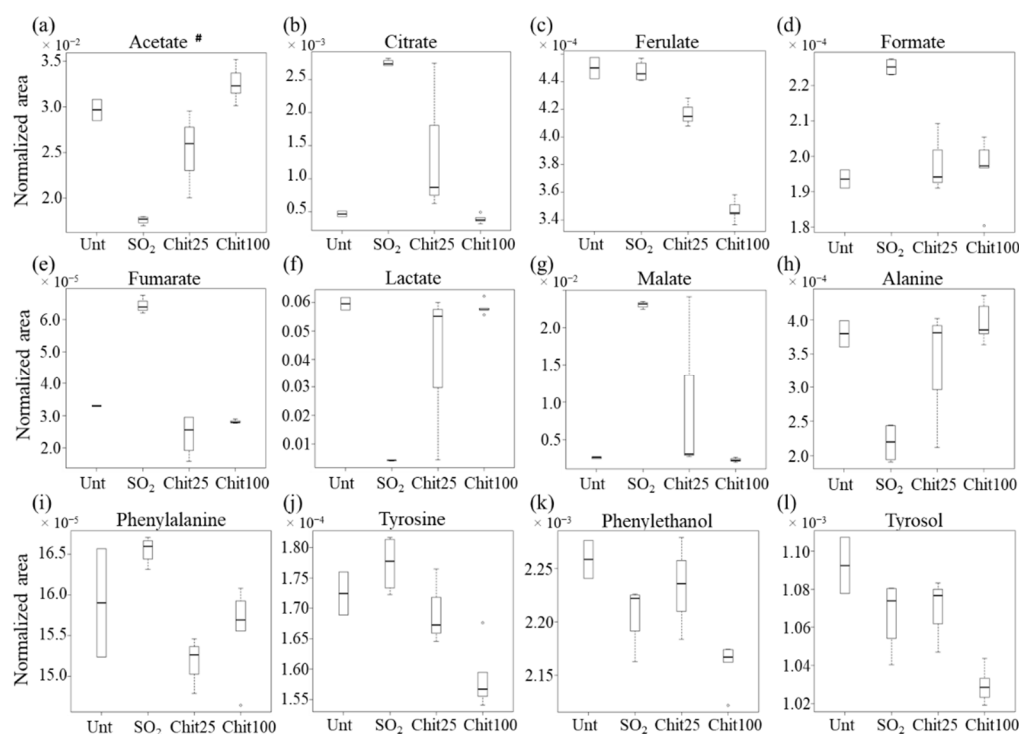 (a) Acetate # × 10⁻²
Normalized area
3.5
3.0
2.5
2.0
Unt SO₂ Chit25 Chit100
(b) Citrate × 10⁻³
2.5
2.0
1.5
1.0
0.5
Unt SO₂ Chit25 Chit100
(c) Ferulate × 10⁻⁴
4.4
4.2
4.0
3.8
3.6
3.4
Unt SO₂ Chit25 Chit100
(d) Formate × 10⁻⁴
2.2
2.1
2.0
1.9
1.8
Unt SO₂ Chit25 Chit100
(e) Fumarate × 10⁻⁵
Normalized area
6.0
5.0
4.0
3.0
2.0
Unt SO₂ Chit25 Chit100
(f) Lactate
0.06
0.05
0.04
0.03
0.02
0.01
Unt SO₂ Chit25 Chit100
(g) Malate × 10⁻²
2.0
1.5
1.0
0.5
Unt SO₂ Chit25 Chit100
(h) Alanine × 10⁻⁴
4.0
3.5
3.0
2.5
2.0
Unt SO₂ Chit25 Chit100
(i) Phenylalanine × 10⁻⁵
Normalized area
16.5
16.0
15.5
15.0
Unt SO₂ Chit25 Chit100
(j) Tyrosine × 10⁻⁴
1.80
1.75
1.70
1.65
1.60
1.55
Unt SO₂ Chit25 Chit100
(k) Phenylethanol × 10⁻³
2.25
2.20
2.15
Unt SO₂ Chit25 Chit100
(l) Tyrosol × 10⁻³
1.10
1.08
1.06
1.04
1.02
Unt SO₂ Chit25 Chit100